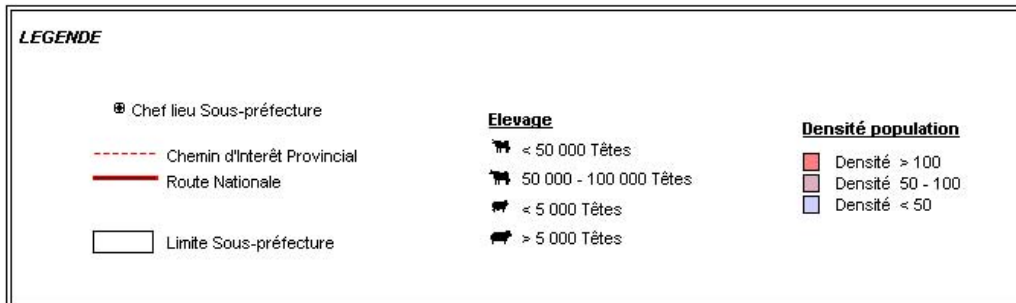 LEGENDE
Chef lieu Sous-préfecture
Chemin d'Interêt Provincial
Route Nationale
Limite Sous-préfecture
Elevage
< 50 000 Têtes
50 000 - 100 000 Têtes
< 5 000 Têtes
> 5 000 Têtes
Densité population
Densité > 100
Densité 50 - 100
Densité < 50